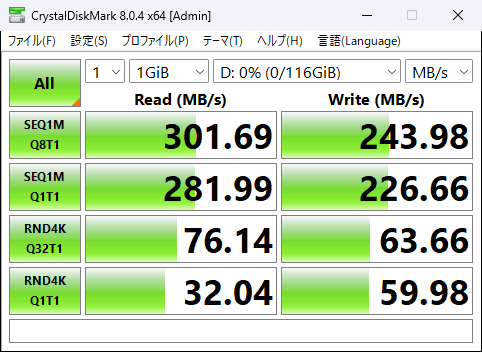 CrystalDiskMark 8.0.4 x64 [Admin]
ファイル(F) 設定(S) プロファイル(P) テーマ(T) ヘルプ(H) 言語(Language)
All 1 1GiB D: 0% (0/116GiB) MB/s
Read (MB/s) Write (MB/s)
SEQ1M
Q8T1
301.69 243.98
SEQ1M
Q1T1
281.99 226.66
RND4K
Q32T1
76.14 63.66
RND4K
Q1T1
32.04 59.98